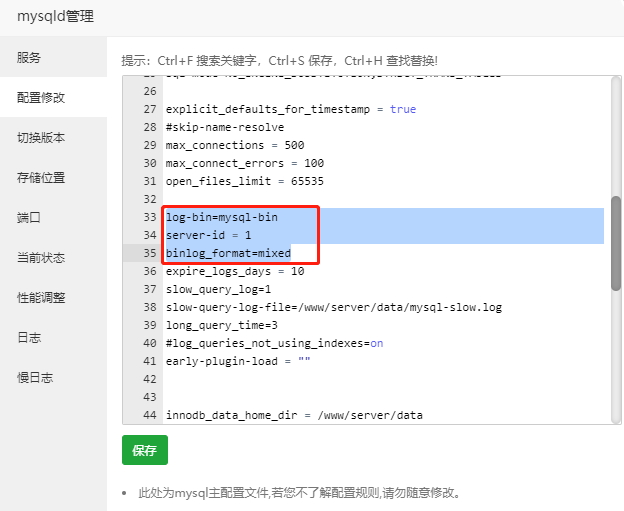 mysqld管理
服务
配置修改
切换版本
存储位置
端口
当前状态
性能调整
日志
慢日志
提示：Ctrl+F 搜索关键字，Ctrl+S 保存，Ctrl+H 查找替换!
26
27 explicit_defaults_for_timestamp = true
28 #skip-name-resolve
29 max_connections = 500
30 max_connect_errors = 100
31 open_files_limit = 65535
32
33 log-bin=mysql-bin
34 server-id = 1
35 binlog_format=mixed
36 expire_logs_days = 10
37 slow_query_log=1
38 slow-query-log-file=/www/server/data/mysql-slow.log
39 long_query_time=3
40 #log_queries_not_using_indexes=on
41 early-plugin-load = ""
42
43
44 innodb_data_home_dir = /www/server/data
保存
此处为mysql主配置文件,若您不了解配置规则,请勿随意修改。